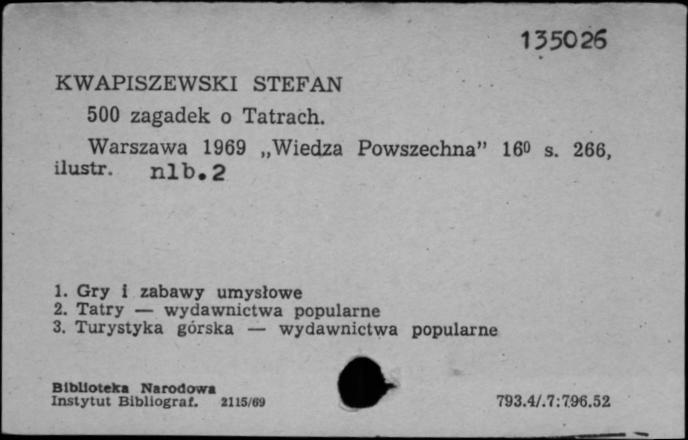 135026
KWAPISZEWSKI STEFAN
500 zagadek o Tatrach.
Warszawa 1969 „Wiedza Powszechna” 16⁰ s. 266,
ilustr. nlb. 2
1. Gry i zabawy umysłowe
2. Tatry — wydawnictwa popularne
3. Turystyka górska — wydawnictwa popularne
Biblioteka Narodowa
Instytut Bibliograf. 2115/69 793.4/.7:796.52